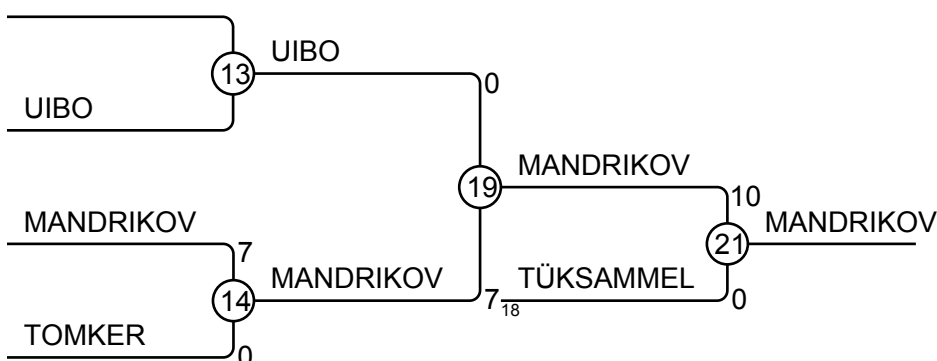 UIBO
13
0
UIBO
MANDRIKOV
19
10
MANDRIKOV
MANDRIKOV
7
21
MANDRIKOV
7
18
TÜKSAMMEL
0
14
TOMKER
0